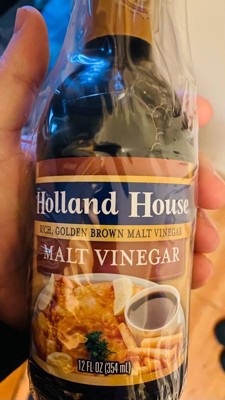 Holland House
RICH, GOLDEN BROWN MALT VINEGAR
MALT VINEGAR
12 FL OZ (354 mL)